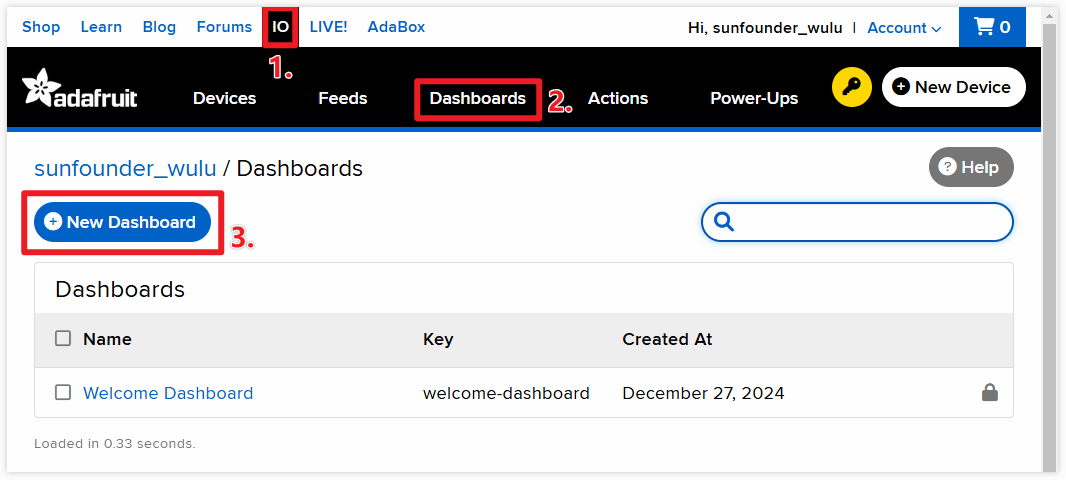 Shop Learn Blog Forums IO LIVE! AdaBox Hi, sunfounder_wulu | Account 0
1.
adafruit Devices Feeds Dashboards 2. Actions Power-Ups New Device
sunfounder_wulu / Dashboards ? Help
+ New Dashboard 3.
Dashboards
Name Key Created At
Welcome Dashboard welcome-dashboard December 27, 2024
Loaded in 0.33 seconds.